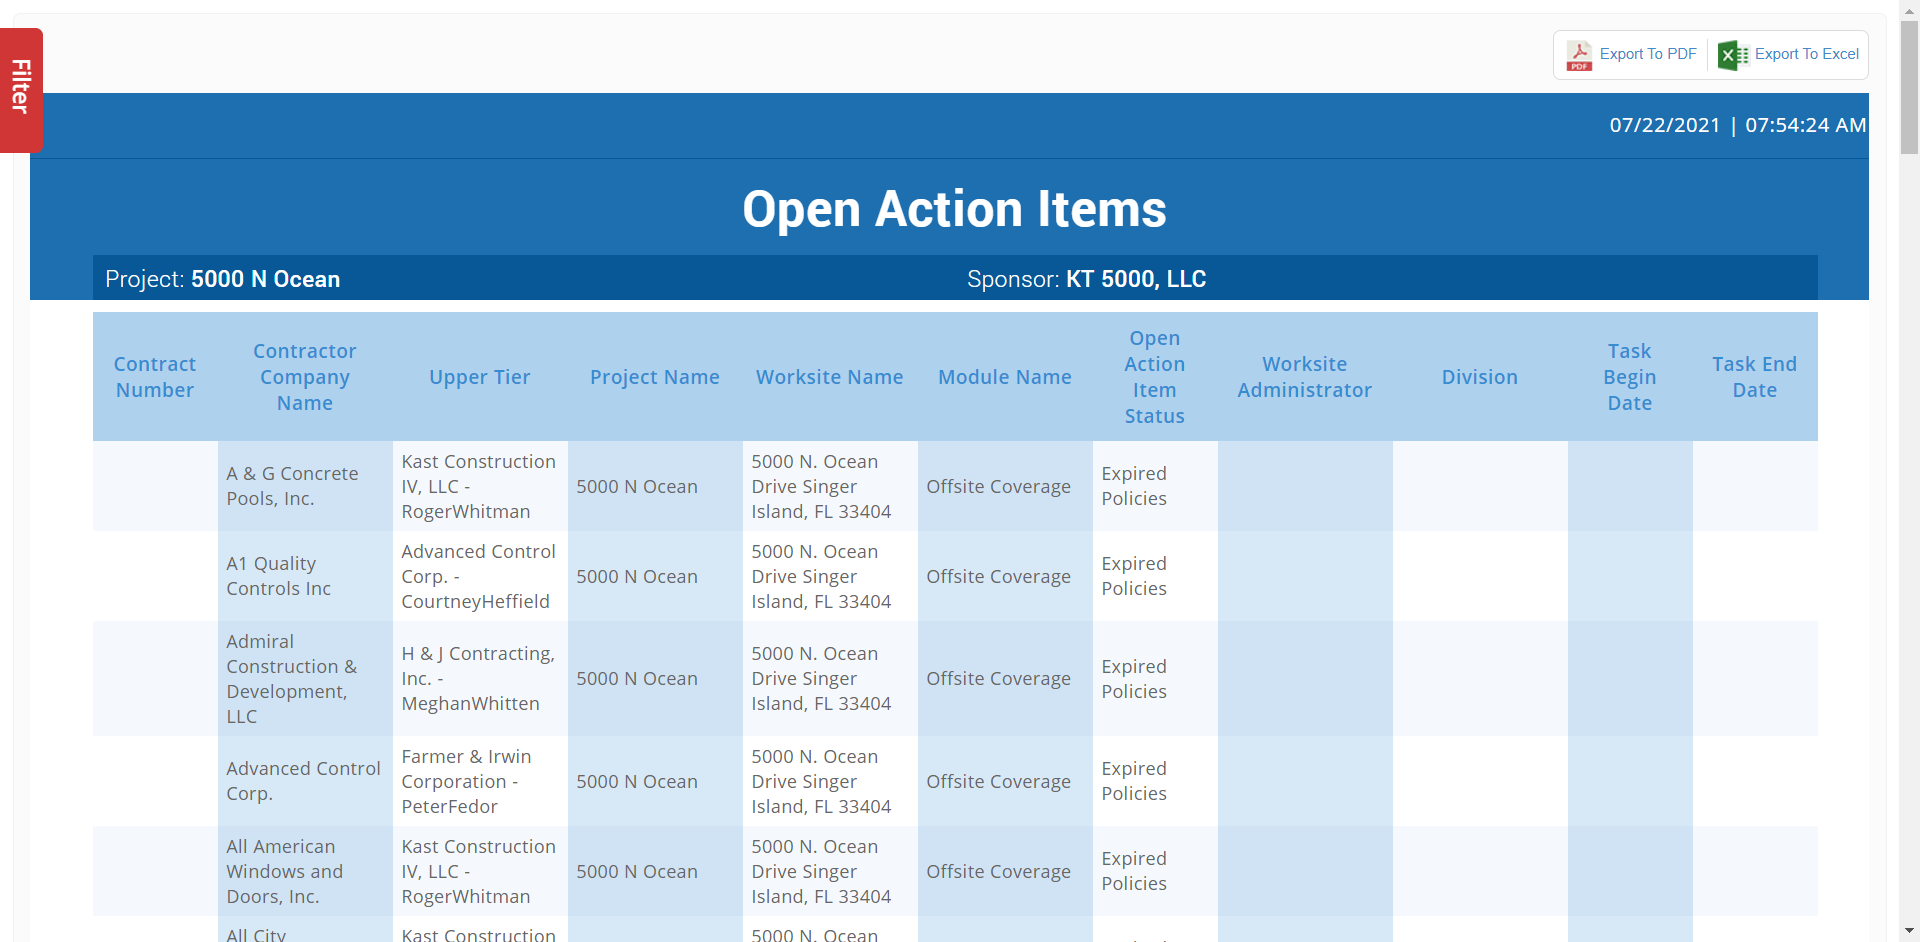 Filter
PDF
Export To PDF
Export To Excel
07/22/2021 | 07:54:24 AM
Open Action Items
Project: 5000 N Ocean
Sponsor: KT 5000, LLC
Contract
Number
Contractor
Company
Name
Upper Tier
Project Name
Worksite Name
Module Name
Open
Action
Item
Status
Worksite
Administrator
Division
Task
Begin
Date
Task End
Date
A & G Concrete
Pools, Inc.
Kast Construction
IV, LLC -
RogerWhitman
5000 N Ocean
5000 N. Ocean
Drive Singer
Island, FL 33404
Offsite Coverage
Expired
Policies
A1 Quality
Controls Inc
Advanced Control
Corp. -
CourtneyHeffield
5000 N Ocean
5000 N. Ocean
Drive Singer
Island, FL 33404
Offsite Coverage
Expired
Policies
Admiral
Construction &
Development,
LLC
H & J Contracting,
Inc. -
MeghanWhitten
5000 N Ocean
5000 N. Ocean
Drive Singer
Island, FL 33404
Offsite Coverage
Expired
Policies
Advanced Control
Corp.
Farmer & Irwin
Corporation -
PeterFedor
5000 N Ocean
5000 N. Ocean
Drive Singer
Island, FL 33404
Offsite Coverage
Expired
Policies
All American
Windows and
Doors, Inc.
Kast Construction
IV, LLC -
RogerWhitman
5000 N Ocean
5000 N. Ocean
Drive Singer
Island, FL 33404
Offsite Coverage
Expired
Policies
All City
Kast Construction
5000 N. Ocean